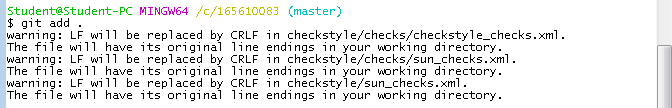 Student@Student-PC MINGW64 /c/165610083 (master)
$ git add .
warning: LF will be replaced by CRLF in checkstyle/checks/checkstyle_checks.xml.
The file will have its original line endings in your working directory.
warning: LF will be replaced by CRLF in checkstyle/checks/sun_checks.xml.
The file will have its original line endings in your working directory.
warning: LF will be replaced by CRLF in checkstyle/sun_checks.xml.
The file will have its original line endings in your working directory.